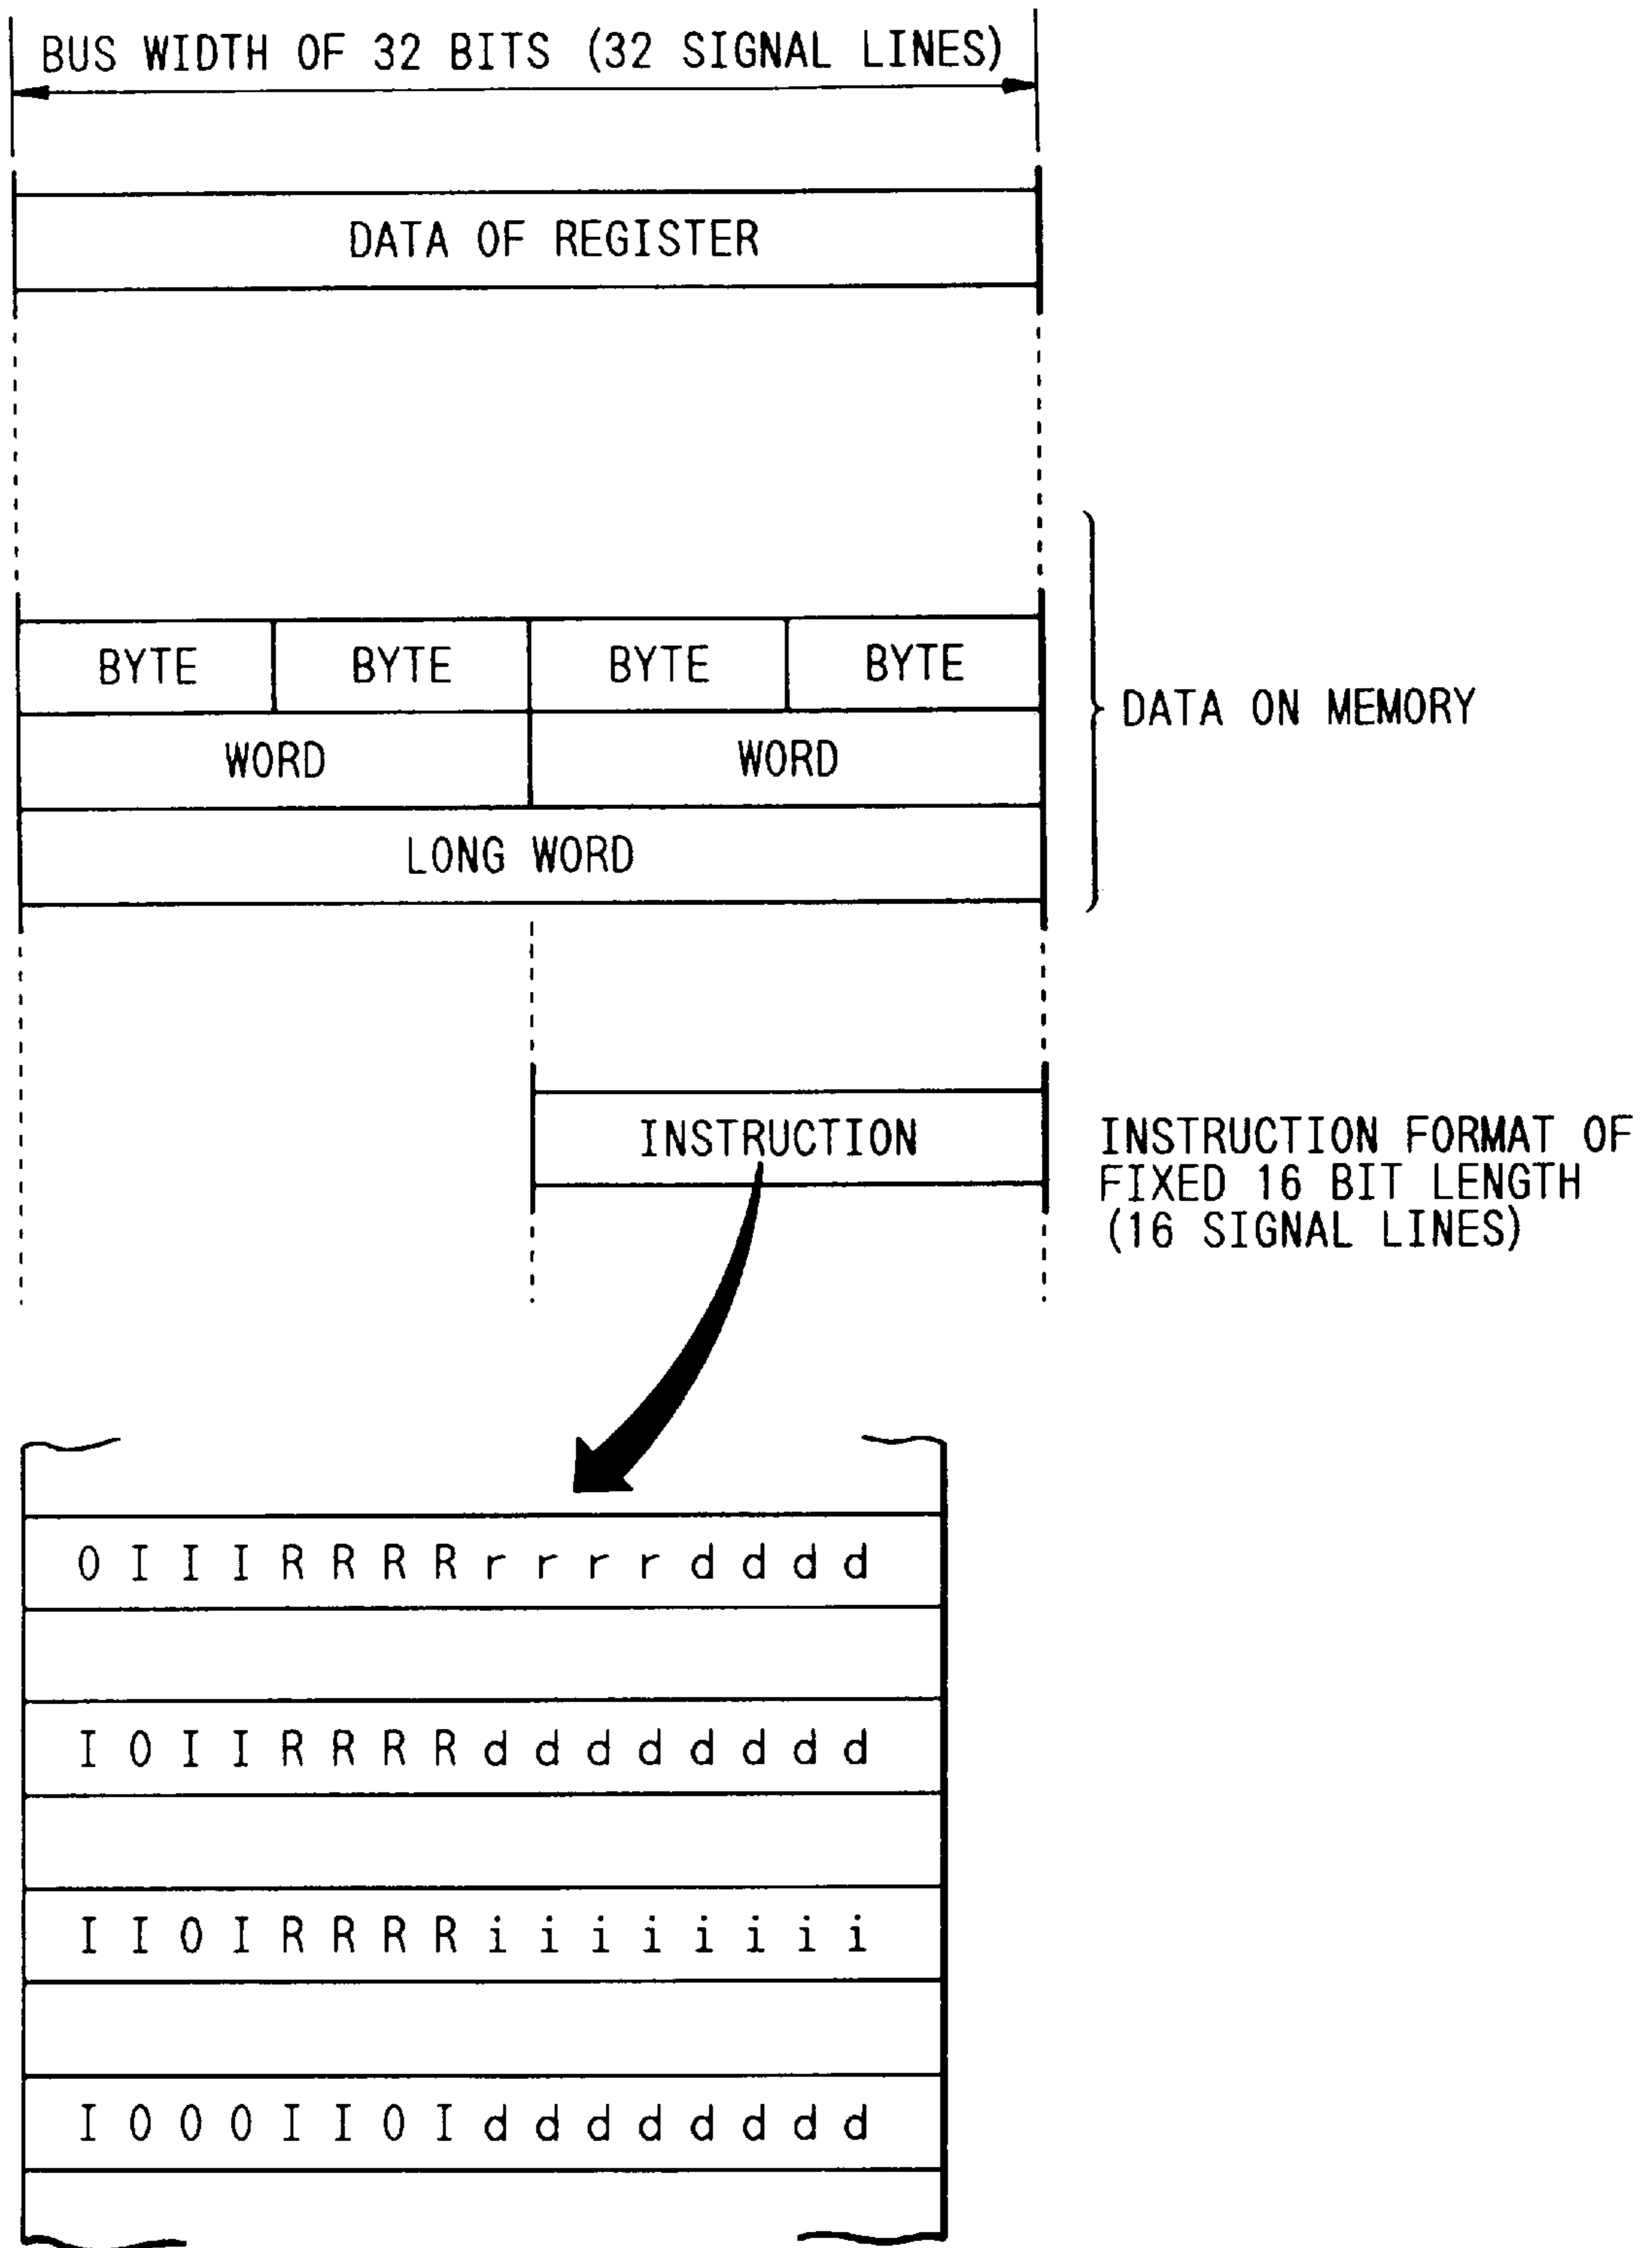 BUS WIDTH OF 32 BITS (32 SIGNAL LINES)
DATA OF REGISTER
BYTE BYTE BYTE BYTE
WORD WORD
LONG WORD
DATA ON MEMORY
INSTRUCTION
INSTRUCTION FORMAT OF
FIXED 16 BIT LENGTH
(16 SIGNAL LINES)
0 I I I R R R R r r r r d d d d
I 0 I I R R R R d d d d d d d d
I I 0 I R R R R i i i i i i i i
I 0 0 0 I I 0 I d d d d d d d d